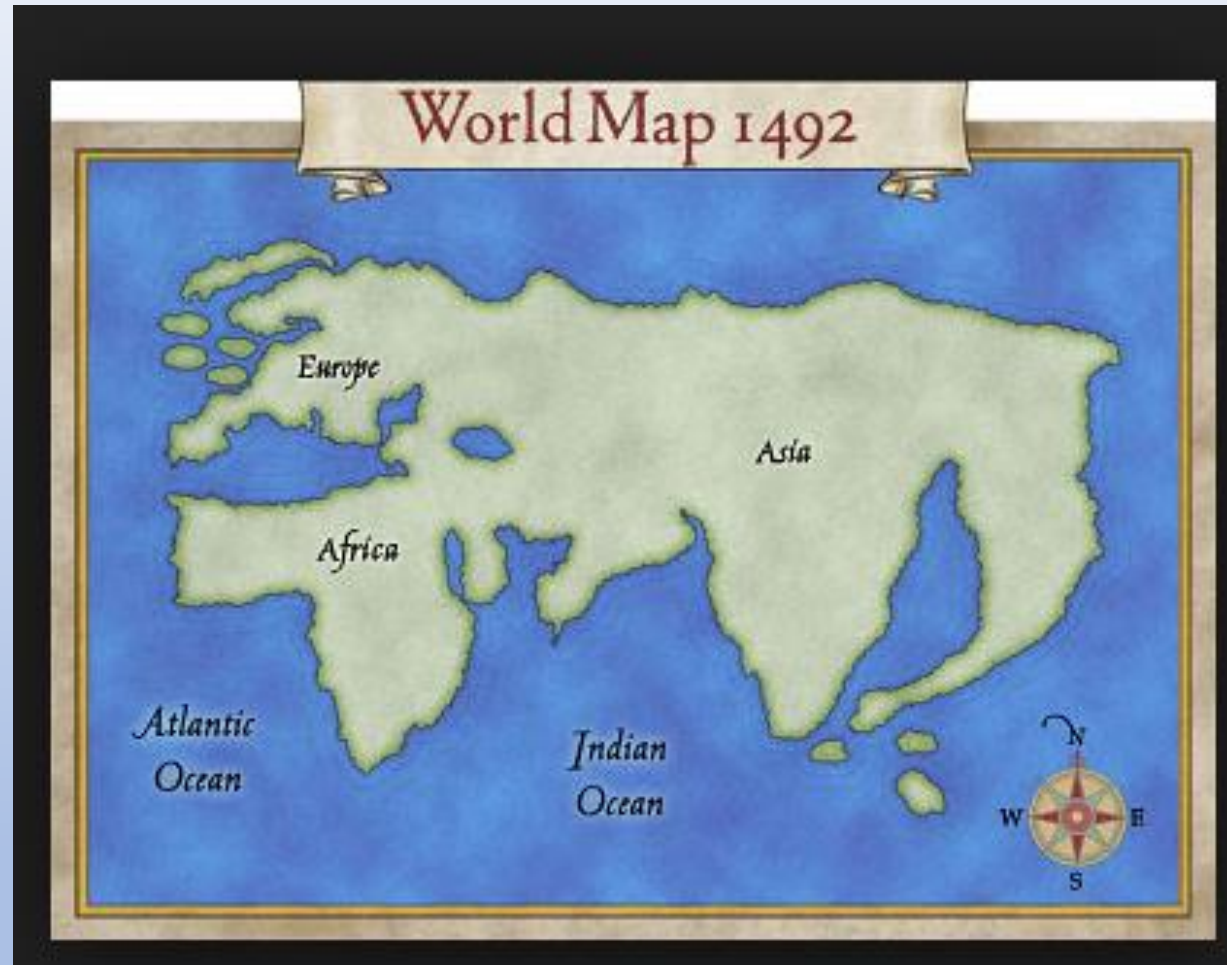 World Map 1492
Europe
Asia
Africa
Atlantic
Ocean
Indian
Ocean
N
W
E
S